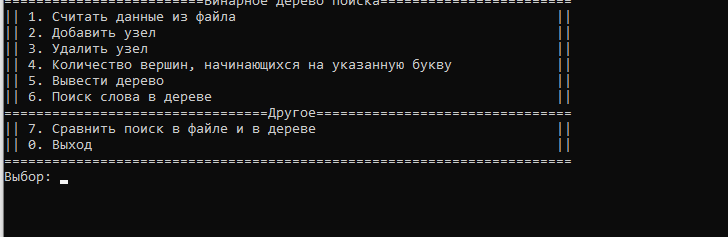 =========================Бинарное дерево поиска========================
|| 1. Считать данные из файла                                        ||
|| 2. Добавить узел                                                  ||
|| 3. Удалить узел                                                   ||
|| 4. Количество вершин, начинающихся на указанную букву             ||
|| 5. Вывести дерево                                                 ||
|| 6. Поиск слова в дереве                                           ||
=================================Другое================================
|| 7. Сравнить поиск в файле и в дереве                              ||
|| 0. Выход                                                          ||
=======================================================================
Выбор: